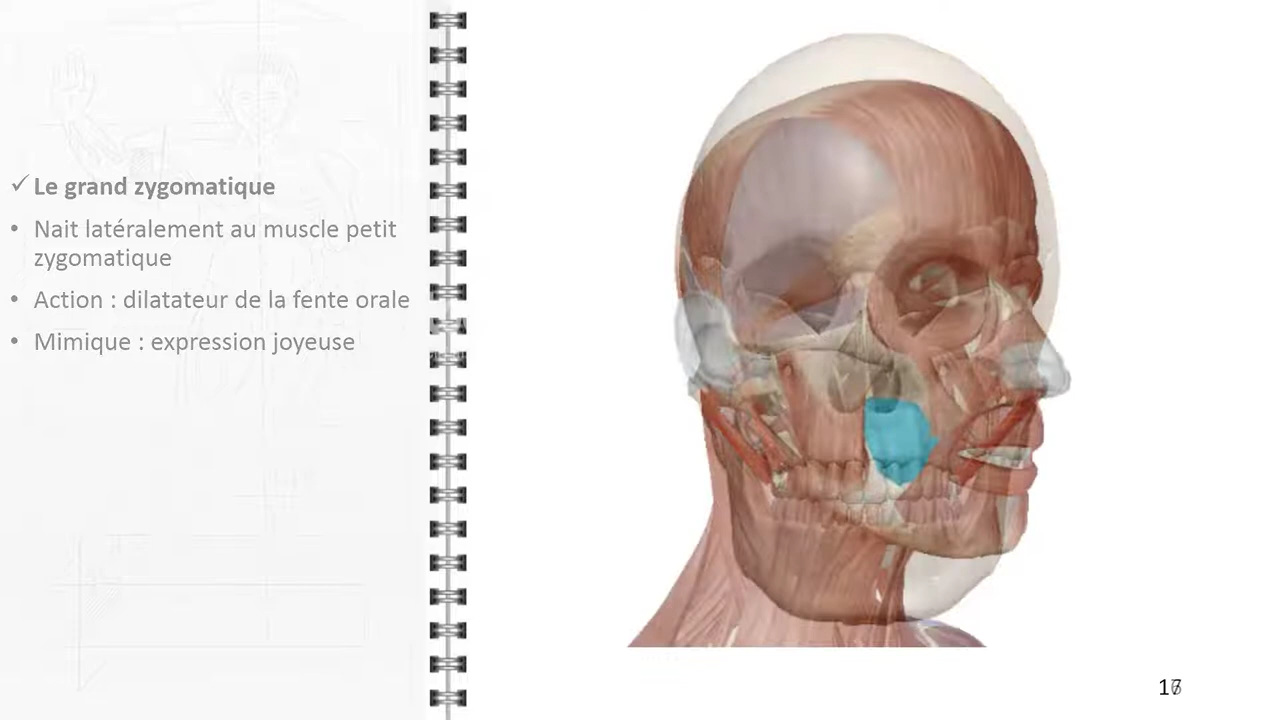 ✓ Le grand zygomatique
• Nait latéralement au muscle petit
zygomatique
• Action : dilatateur de la fente orale
• Mimique : expression joyeuse